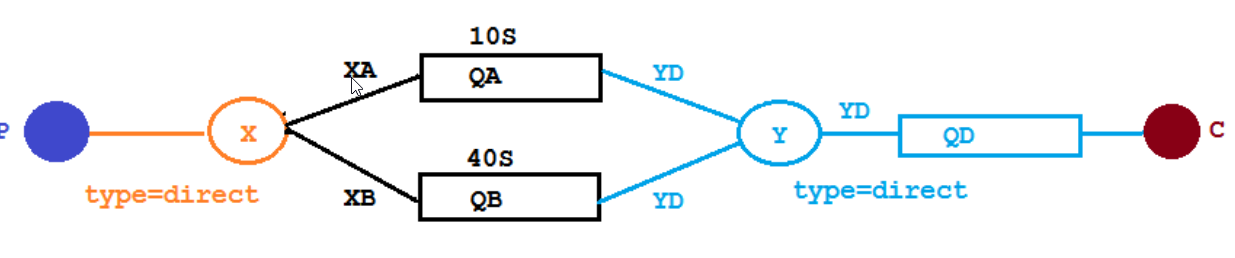 10S
XA
QA
YD
YD
P
X
Y
QD
C
40S
type=direct
type=direct
XB
QB
YD